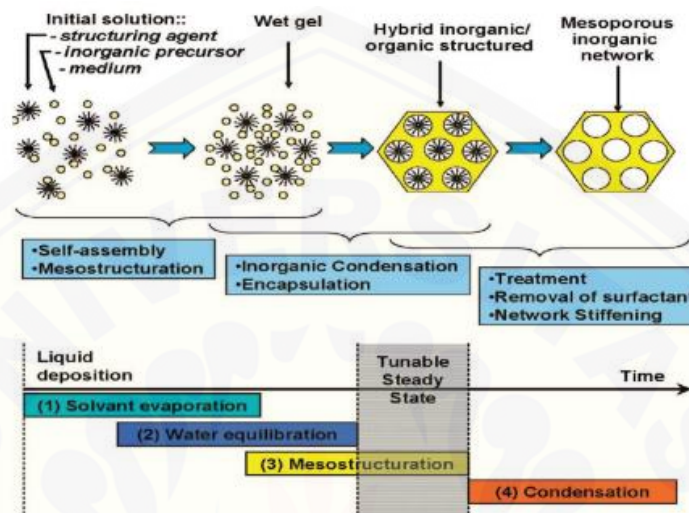 Initial solution::
- structuring agent
- inorganic precursor
- medium
Wet gel
Hybrid inorganic/
organic structured
Mesoporous
inorganic
network
•Self-assembly
•Mesostructuration
•Inorganic Condensation
•Encapsulation
•Treatment
•Removal of surfactant
•Network Stiffening
Liquid
deposition
Tunable
Steady
State
Time
(1) Solvent evaporation
(2) Water equilibration
(3) Mesostructuration
(4) Condensation